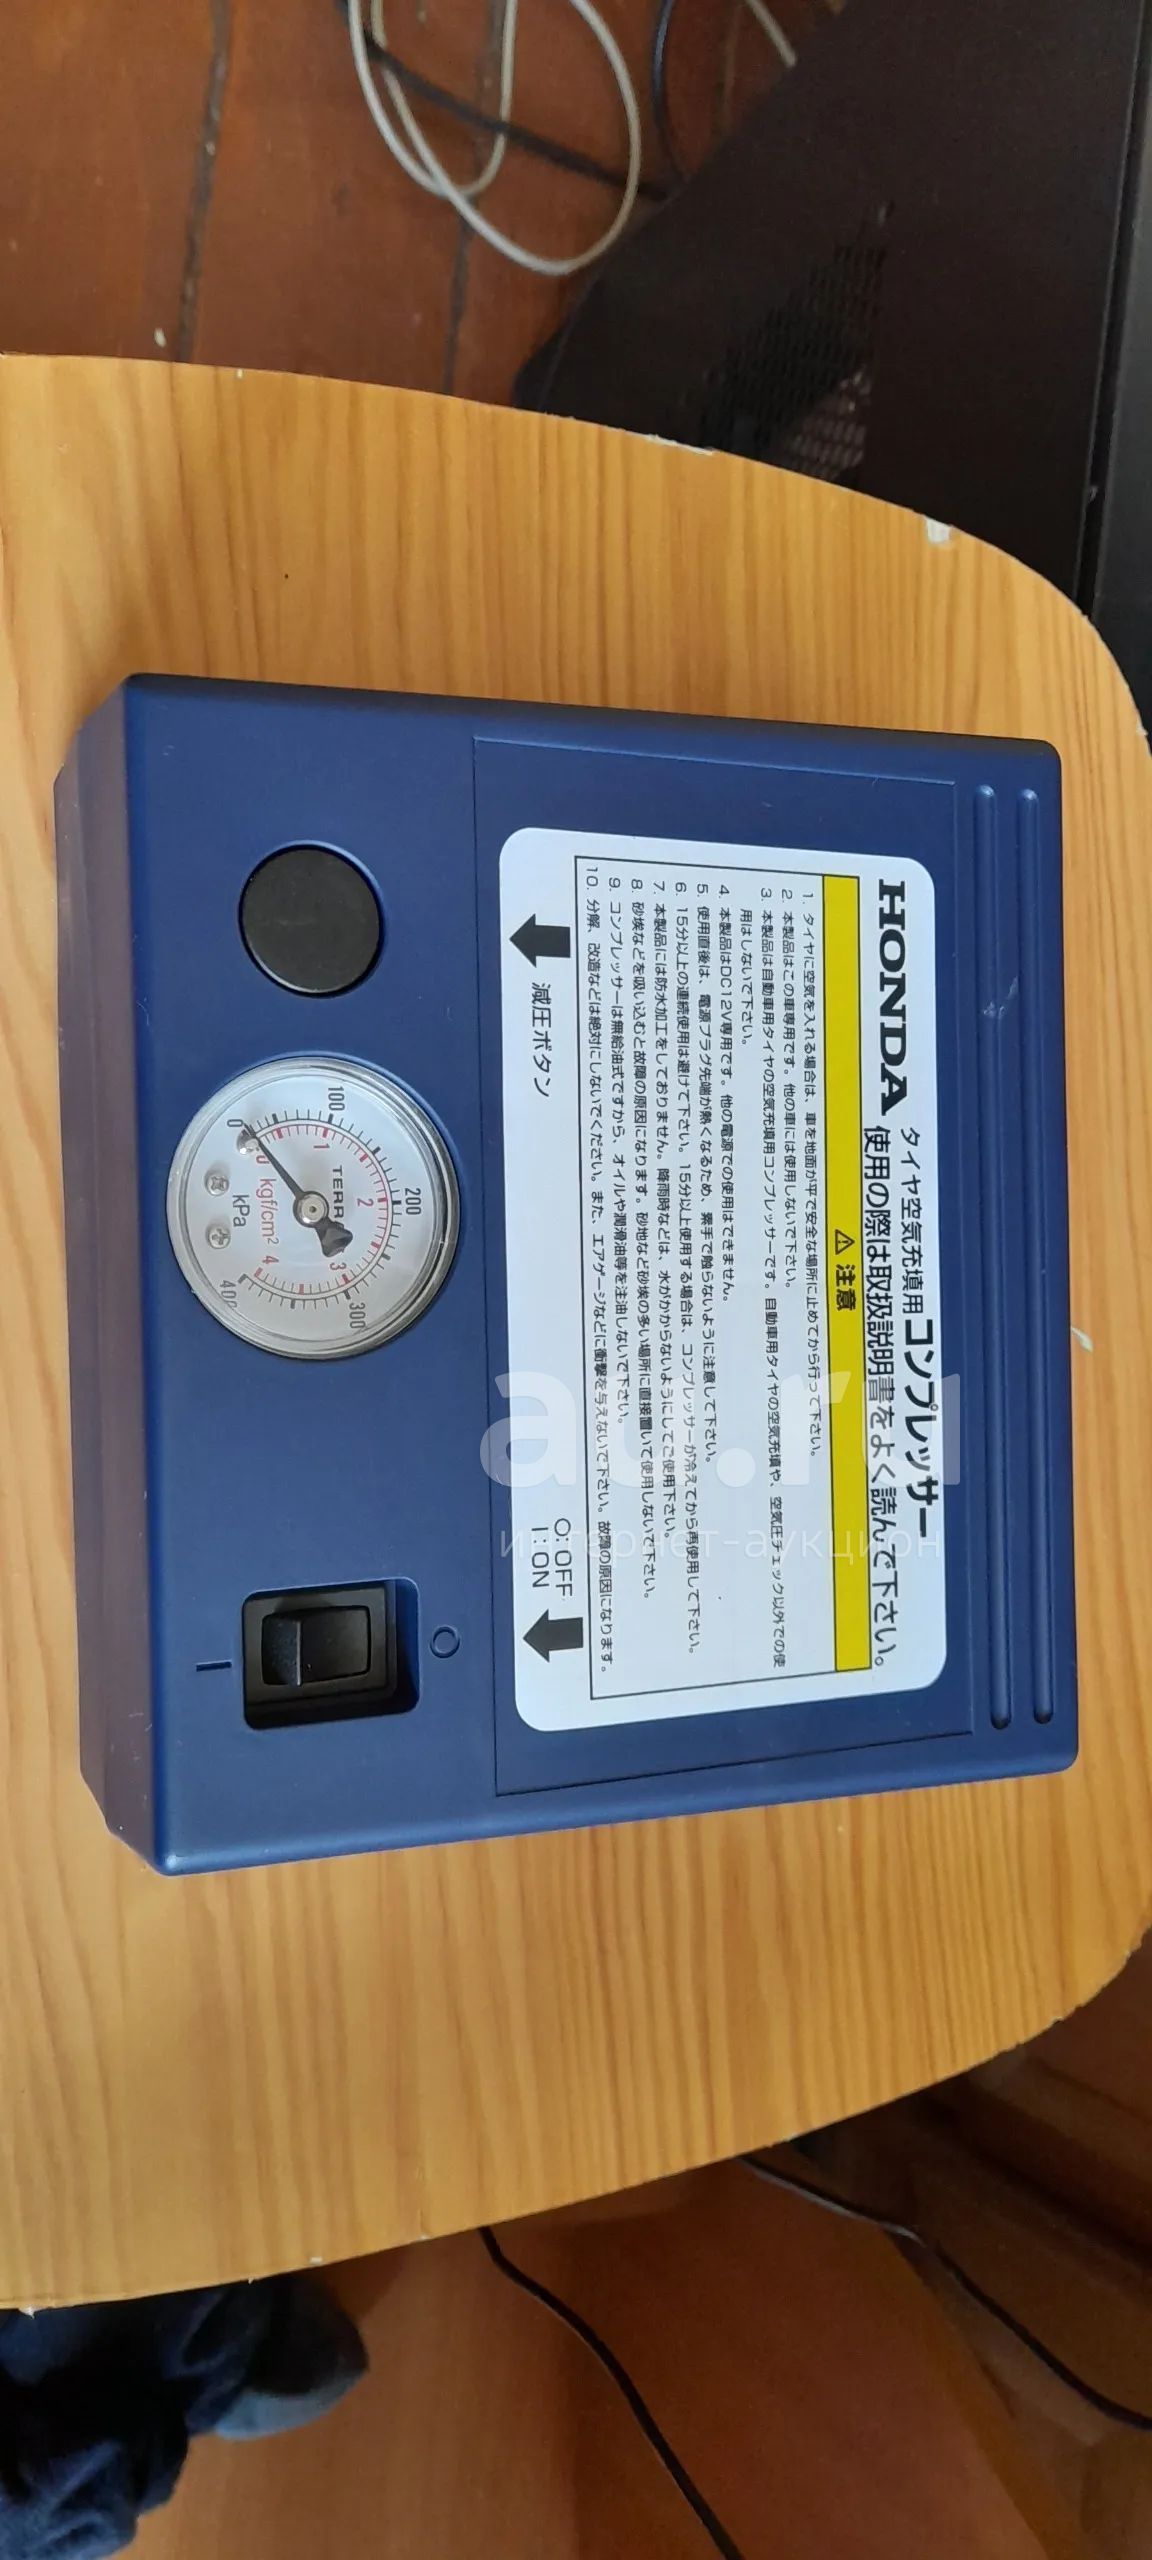 HONDA タイヤ空気充填用コンプレッサー
使用の際は取扱説明書をよく読んで下さい。
⚠注意
1. タイヤに空気を入れる場合は、車を地面が平で安全な場所に止めてから行って下さい。
2. 本製品はこの車専用です。他の車には使用しないで下さい。
3. 本製品は自動車用タイヤの空気充填用コンプレッサーです。自動車用タイヤの空気充填や、空気圧チェック以外での使
用はしないで下さい。
4. 本製品はDC12V専用です。他の電源での使用はできません。
5. 使用直後は、電源プラグ先端が熱くなるため、素手で触らないように注意して下さい。
6. 15分以上の連続使用は避けて下さい。15分以上使用する場合は、コンプレッサーが冷えてから再使用して下さい。
7. 本製品には防水加工をしておりません。降雨時などは、水がかからないようにしてご使用下さい。
8. 砂埃などを吸い込むと故障の原因になります。砂地など砂埃の多い場所に直接置いて使用しないで下さい。
9. コンプレッサーは無給油式ですから、オイルや潤滑油等を注油しないで下さい。
10. 分解、改造などは絶対にしないでください。また、エアゲージなどに衝撃を与えないで下さい。故障の原因になります。
減圧ボタン
O:OFF
I:ON
0 100 200 300 400
0 1 2 3 4
TERR
kgf/cm2
kPa
O
I
au.ru
интернет-аукцион